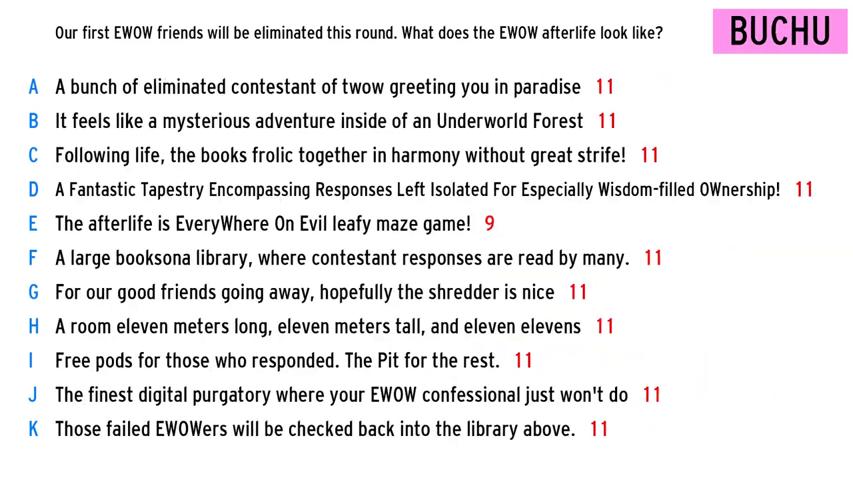 Our first EWOW friends will be eliminated this round. What does the EWOW afterlife look like?
BUCHU
A A bunch of eliminated contestant of twow greeting you in paradise 11
B It feels like a mysterious adventure inside of an Underworld Forest 11
C Following life, the books frolic together in harmony without great strife! 11
D A Fantastic Tapestry Encompassing Responses Left Isolated For Especially Wisdom-filled OWnership! 11
E The afterlife is EveryWhere On Evil leafy maze game! 9
F A large booksona library, where contestant responses are read by many. 11
G For our good friends going away, hopefully the shredder is nice 11
H A room eleven meters long, eleven meters tall, and eleven elevens 11
I Free pods for those who responded. The Pit for the rest. 11
J The finest digital purgatory where your EWOW confessional just won't do 11
K Those failed EWOWers will be checked back into the library above. 11